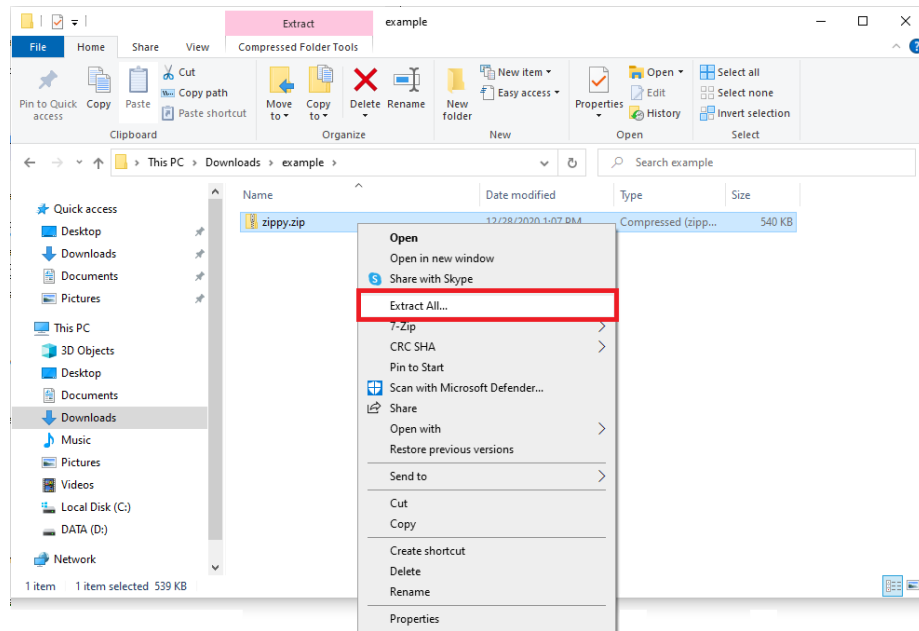 Extract
example
File
Home
Share
View
Compressed Folder Tools
Pin to Quick access
Copy
Paste
Cut
Copy path
Paste shortcut
Clipboard
Move to
Copy to
Delete
Rename
Organize
New folder
New item
Easy access
New
Properties
Open
Edit
History
Open
Select all
Select none
Invert selection
Select
This PC > Downloads > example >
Search example
Name
Date modified
Type
Size
zippy.zip
12/28/2020 1:07 PM
Compressed (zipp...
540 KB
Quick access
Desktop
Downloads
Documents
Pictures
This PC
3D Objects
Desktop
Documents
Downloads
Music
Pictures
Videos
Local Disk (C:)
DATA (D:)
Network
Open
Open in new window
Share with Skype
Extract All...
7-Zip
CRC SHA
Pin to Start
Scan with Microsoft Defender...
Share
Open with
Restore previous versions
Send to
Cut
Copy
Create shortcut
Delete
Rename
Properties
1 item
1 item selected 539 KB